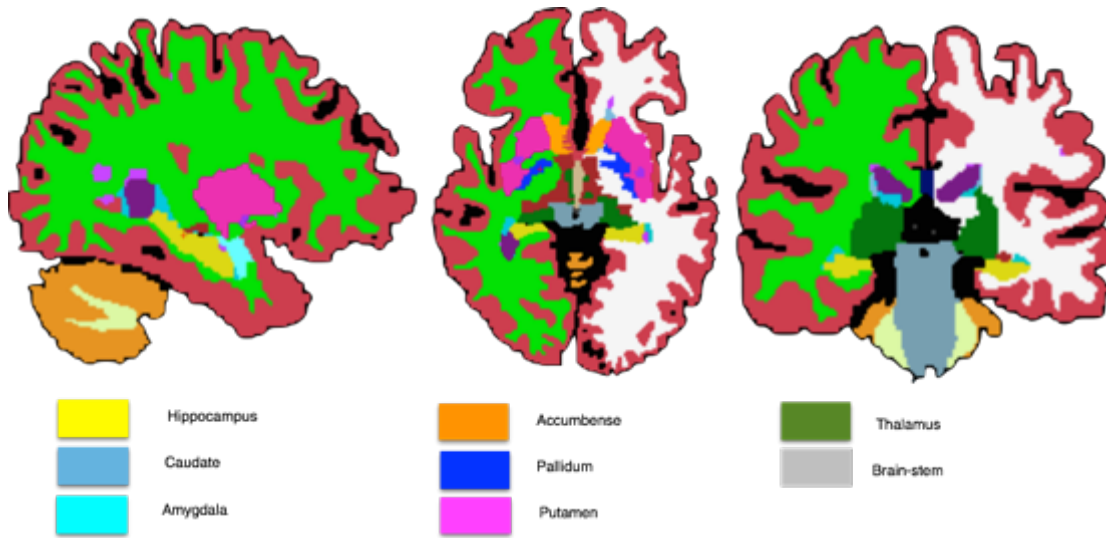 Hippocampus
Caudate
Amygdala
Accumbense
Pallidum
Putamen
Thalamus
Brain-stem